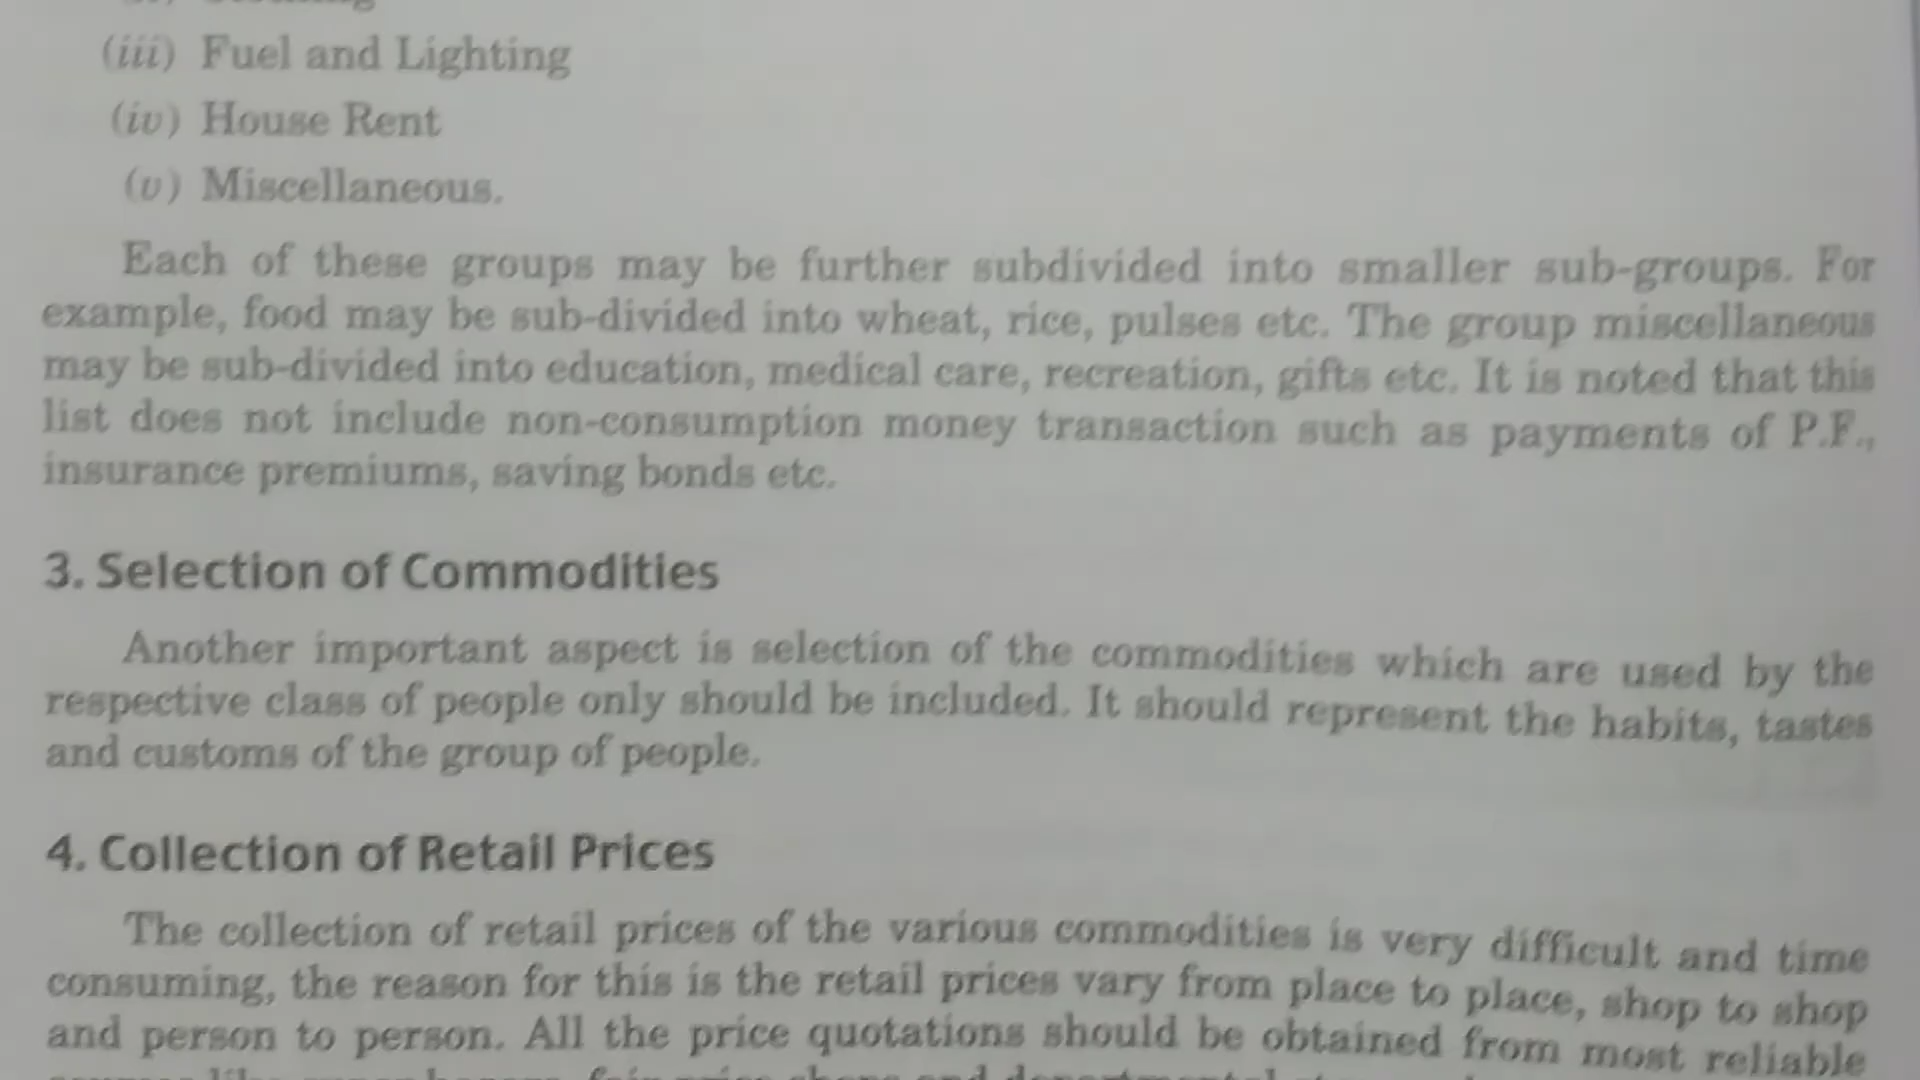 (iii) Fuel and Lighting
(iv) House Rent
(v) Miscellaneous.
Each of these groups may be further subdivided into smaller sub-groups. For
example, food may be sub-divided into wheat, rice, pulses etc. The group miscellaneous
may be sub-divided into education, medical care, recreation, gifts etc. It is noted that this
list does not include non-consumption money transaction such as payments of P.F.,
insurance premiums, saving bonds etc.
3. Selection of Commodities
Another important aspect is selection of the commodities which are used by the
respective class of people only should be included. It should represent the habits, tastes
and customs of the group of people.
4. Collection of Retail Prices
The collection of retail prices of the various commodities is very difficult and time
consuming, the reason for this is the retail prices vary from place to place, shop to shop
and person to person. All the price quotations should be obtained from most reliable